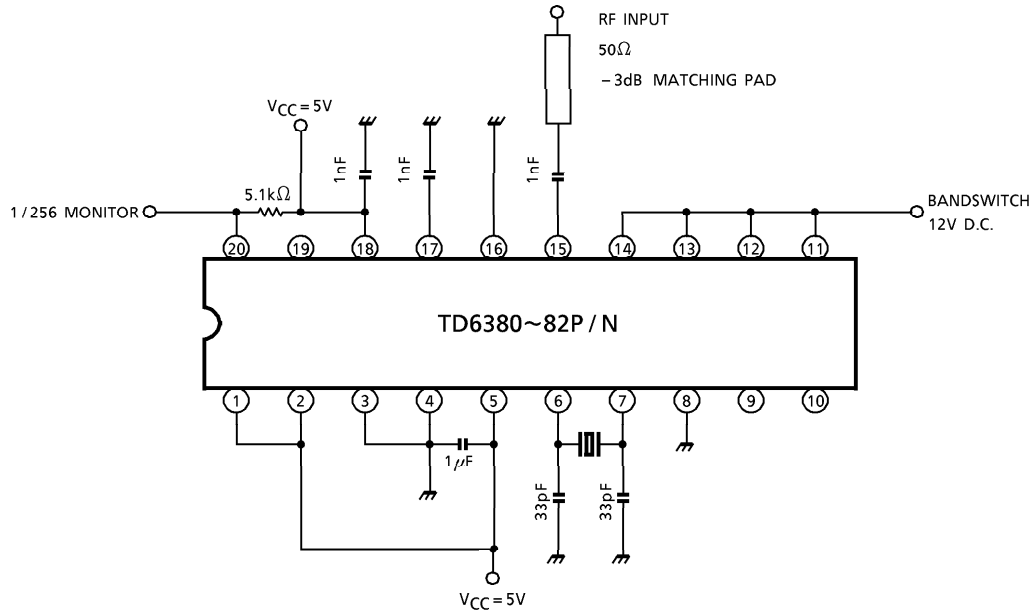 RF INPUT
50Ω
−3dB MATCHING PAD
VCC=5V
1nF
1nF
1nF
5.1kΩ
1/256 MONITOR
BANDSWITCH
12V D.C.
20 19 18 17 16 15 14 13 12 11
TD6380~82P/N
1 2 3 4 5 6 7 8 9 10
1μF
33pF
33pF
VCC=5V